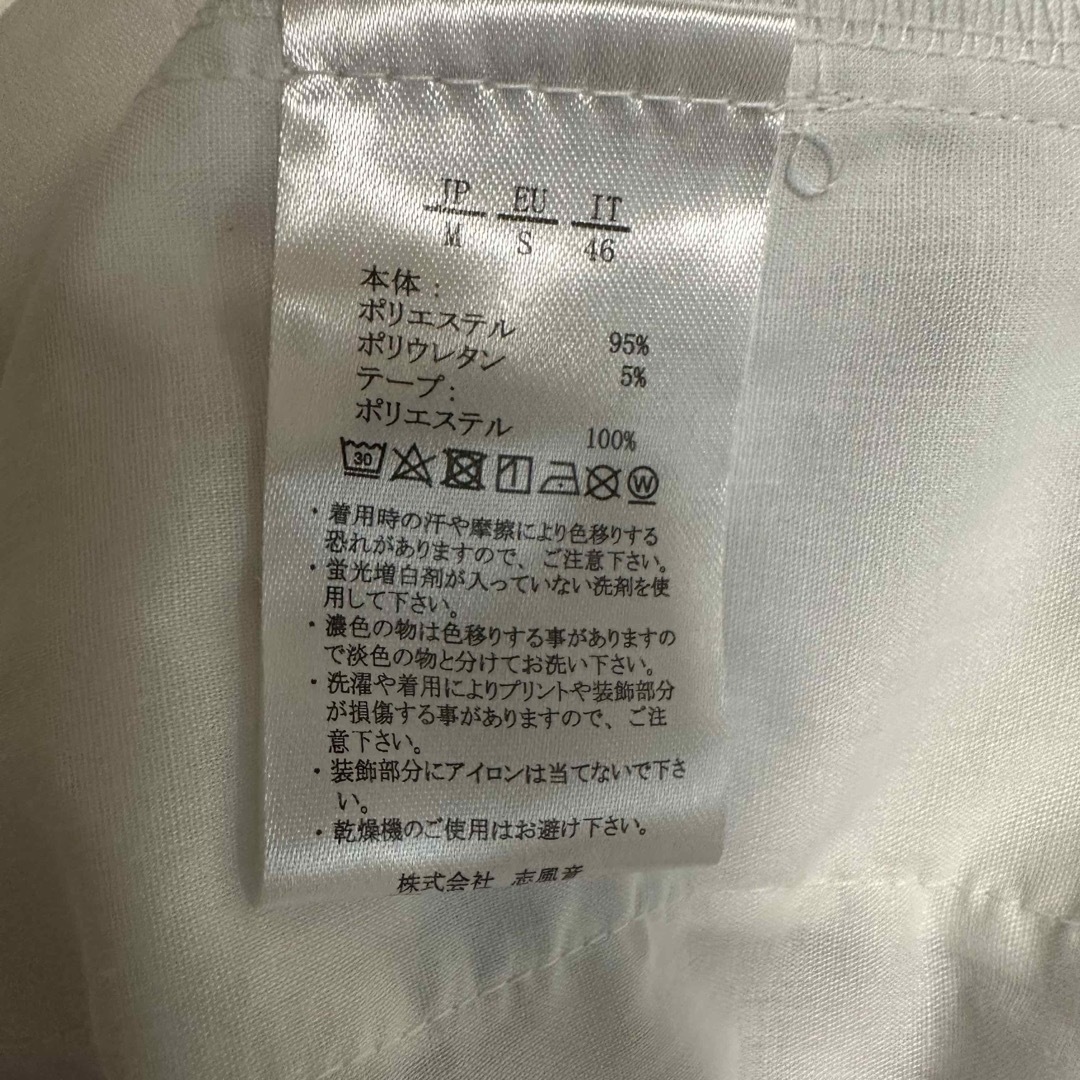 JP EU IT
M S 46
本体：
ポリエステル 95%
ポリウレタン 5%
テープ：
ポリエステル 100%
30 W
・着用時の汗や摩擦により色移りする
恐れがありますので、ご注意下さい。
・蛍光増白剤が入っていない洗剤を使
用して下さい。
・濃色の物は色移りする事がありますの
で淡色の物と分けてお洗い下さい。
・洗濯や着用によりプリントや装飾部分
が損傷する事がありますので、ご注
意下さい。
・装飾部分にアイロンは当てないで下さ
い。
・乾燥機のご使用はお避け下さい。
株式会社 志風音